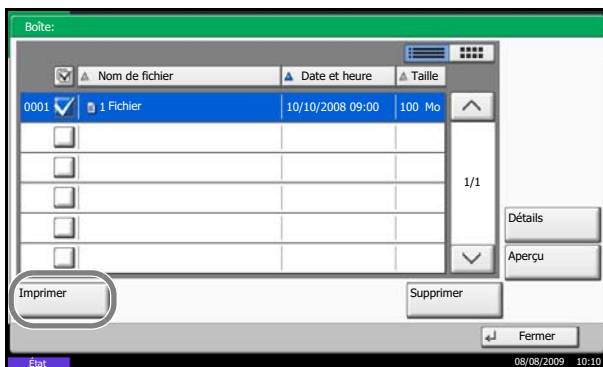 Boîte:
Nom de fichier Date et heure Taille
0001 1 Fichier 10/10/2008 09:00 100 Mo
1/1
Détails
Aperçu
Imprimer Supprimer
Fermer
État 08/08/2009 10:10